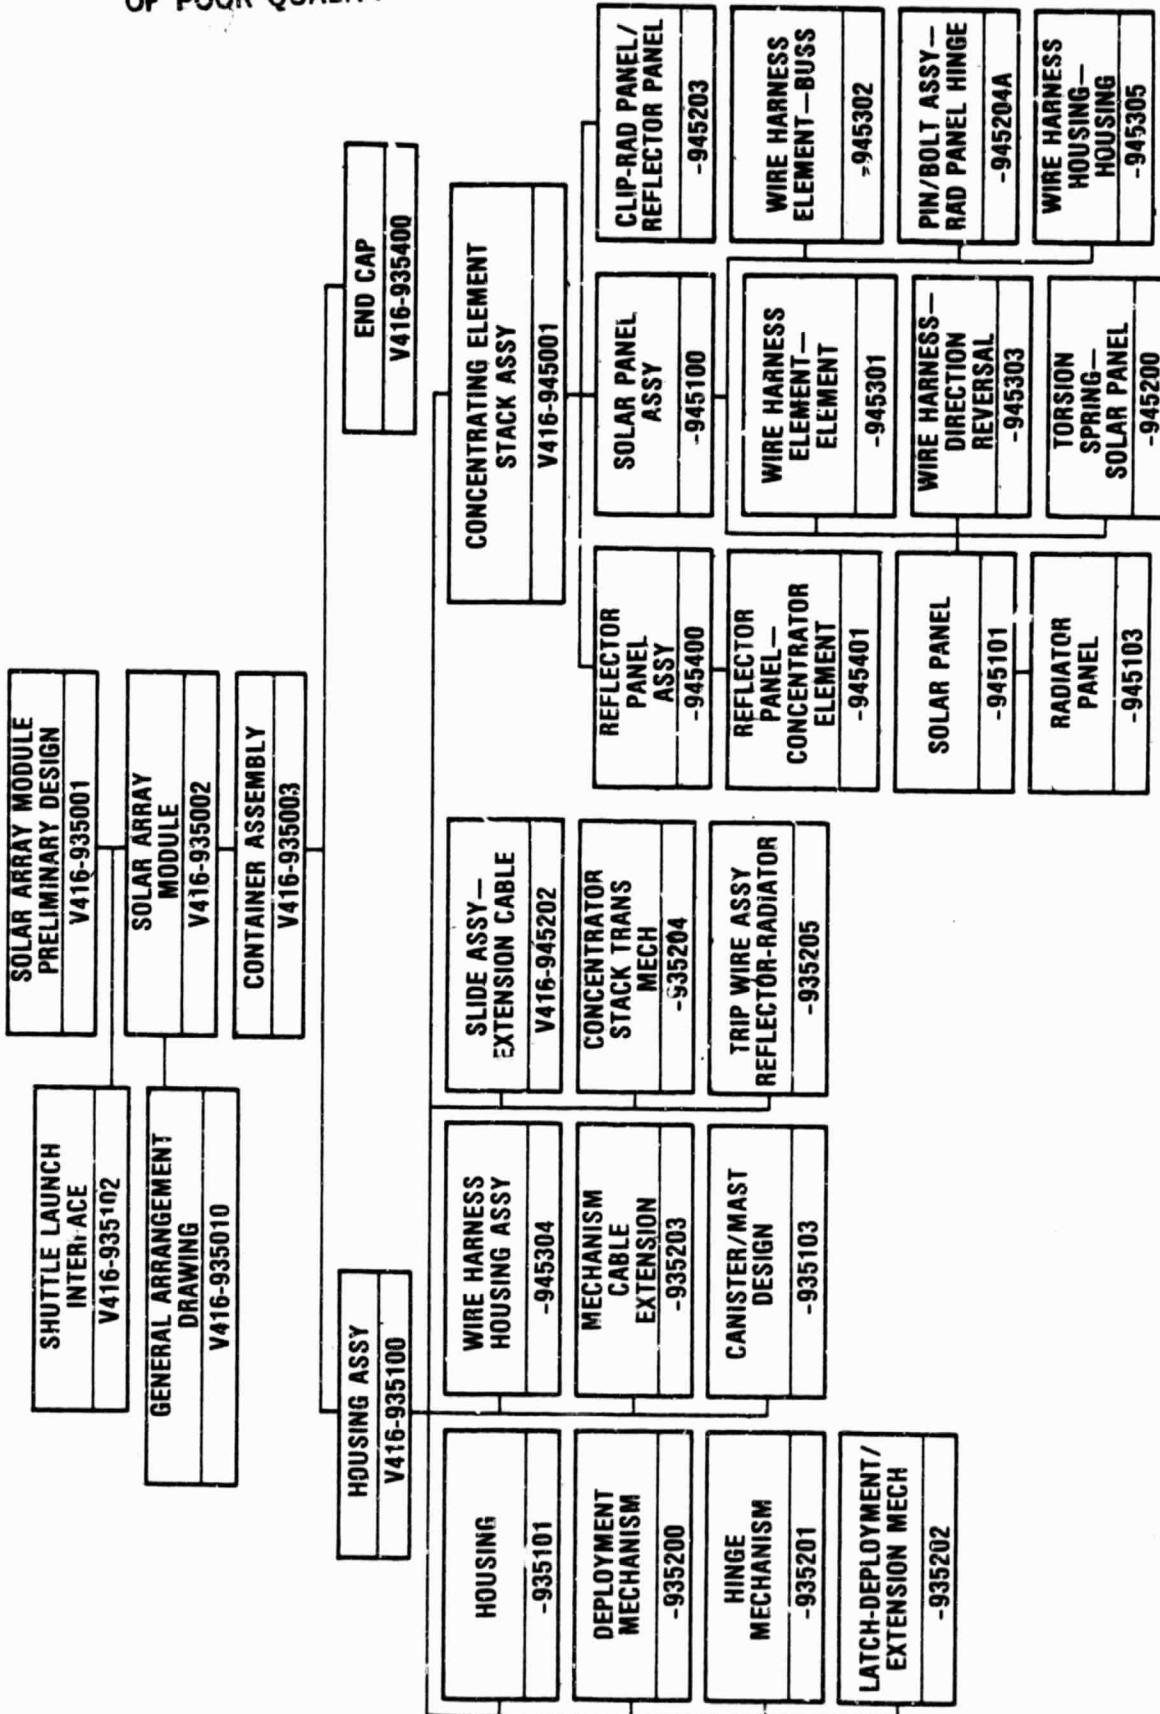 OF POOR QUALITY
SOLAR ARRAY MODULE
PRELIMINARY DESIGN
V416-935001
SHUTTLE LAUNCH
INTERFACE
V416-935102
SOLAR ARRAY
MODULE
V416-935002
GENERAL ARRANGEMENT
DRAWING
V416-935010
CONTAINER ASSEMBLY
V416-935003
HOUSING ASSY
V416-935100
END CAP
V416-935400
HOUSING
-935101
WIRE HARNESS
HOUSING ASSY
-945304
SLIDE ASSY—
EXTENSION CABLE
V416-945202
CONCENTRATING ELEMENT
STACK ASSY
V416-945001
DEPLOYMENT
MECHANISM
-935200
MECHANISM
CABLE
EXTENSION
-935203
CONCENTRATOR
STACK TRANS
MECH
-935204
HINGE
MECHANISM
-935201
CANISTER/MAST
DESIGN
-935103
TRIP WIRE ASSY
REFLECTOR-RADIATOR
-935205
LATCH-DEPLOYMENT/
EXTENSION MECH
-935202
REFLECTOR
PANEL
ASSY
-945400
SOLAR PANEL
ASSY
-945100
CLIP-RAD PANEL/
REFLECTOR PANEL
-945203
REFLECTOR
PANEL—
CONCENTRATOR
ELEMENT
-945401
WIRE HARNESS
ELEMENT—
ELEMENT
-945301
WIRE HARNESS
ELEMENT—BUSS
-945302
SOLAR PANEL
-945101
WIRE HARNESS—
DIRECTION
REVERSAL
-945303
PIN/BOLT ASSY—
RAD PANEL HINGE
-945204A
RADIATOR
PANEL
-945103
TORSION
SPRING—
SOLAR PANEL
-945200
WIRE HARNESS
HOUSING—
HOUSING
-945305